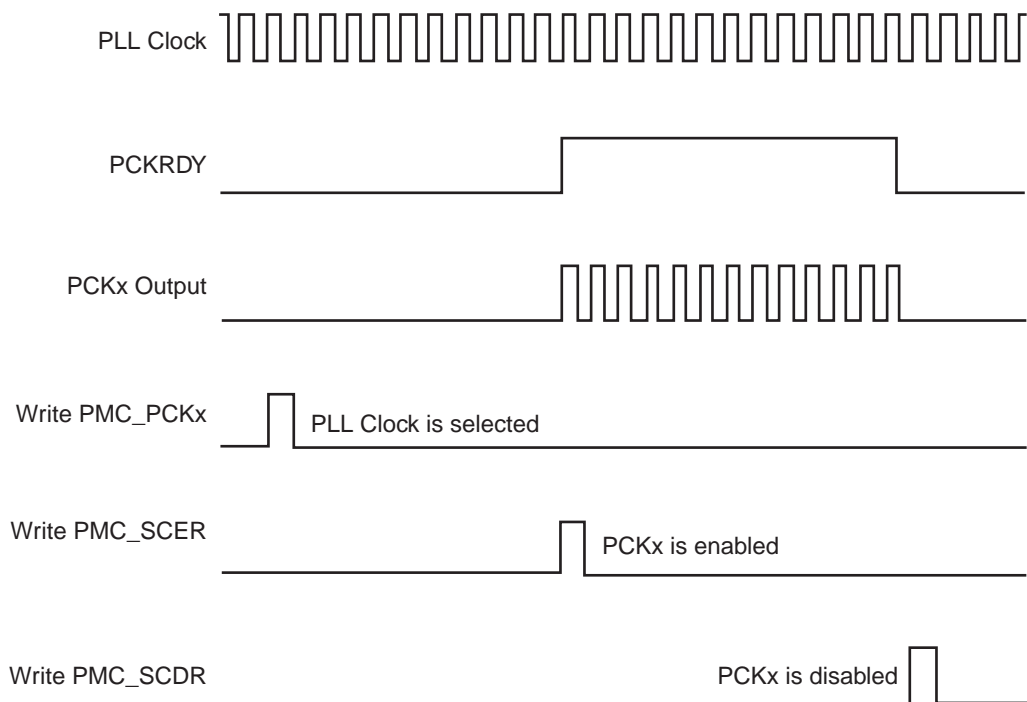 PLL Clock
PCKRDY
PCKx Output
Write PMC_PCKx
PLL Clock is selected
Write PMC_SCER
PCKx is enabled
Write PMC_SCDR
PCKx is disabled